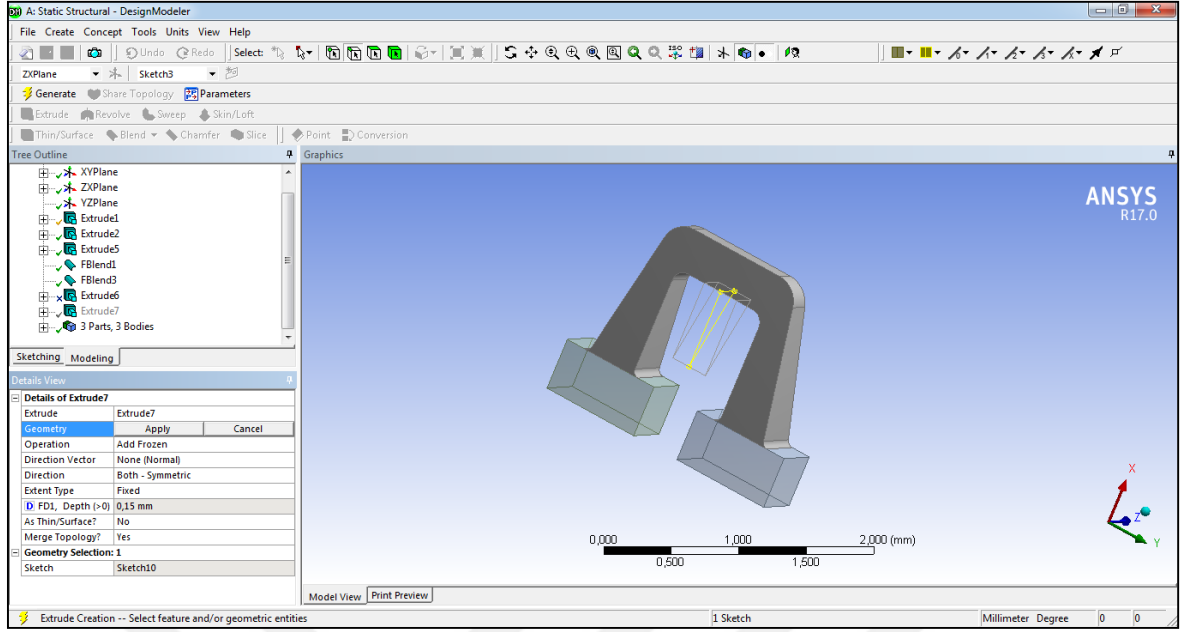 A: Static Structural - DesignModeler
File Create Concept Tools Units View Help
Undo Redo Select:
ZXPlane Sketch3
Generate Share Topology Parameters
Extrude Revolve Sweep Skin/Loft
Thin/Surface Blend Chamfer Slice Point Conversion
Tree Outline
XYPlane
ZXPlane
YZPlane
Extrude1
Extrude2
Extrude5
FBlend1
FBlend3
Extrude6
Extrude7
3 Parts, 3 Bodies
Sketching Modeling
Details View
Details of Extrude7
Extrude Extrude7
Geometry Apply Cancel
Operation Add Frozen
Direction Vector None (Normal)
Direction Both - Symmetric
Extent Type Fixed
D FD1, Depth (>0) 0,15 mm
As Thin/Surface? No
Merge Topology? Yes
Geometry Selection: 1
Sketch Sketch10
Graphics
ANSYS
R17.0
X
Z
Y
0,000 1,000 2,000 (mm)
0,500 1,500
Model View Print Preview
Extrude Creation -- Select feature and/or geometric entities 1 Sketch Millimeter Degree 0 0